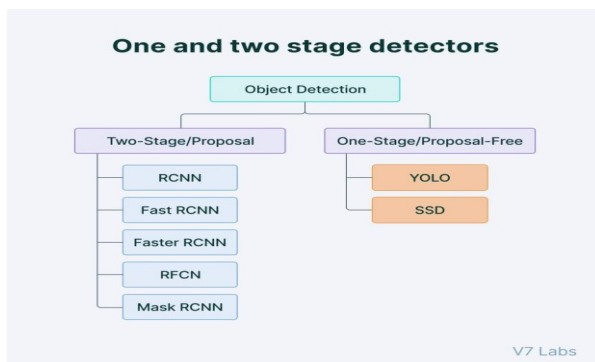 One and two stage detectors
Object Detection
Two-Stage/Proposal
One-Stage/Proposal-Free
RCNN
YOLO
Fast RCNN
SSD
Faster RCNN
RFCN
Mask RCNN
V7 Labs